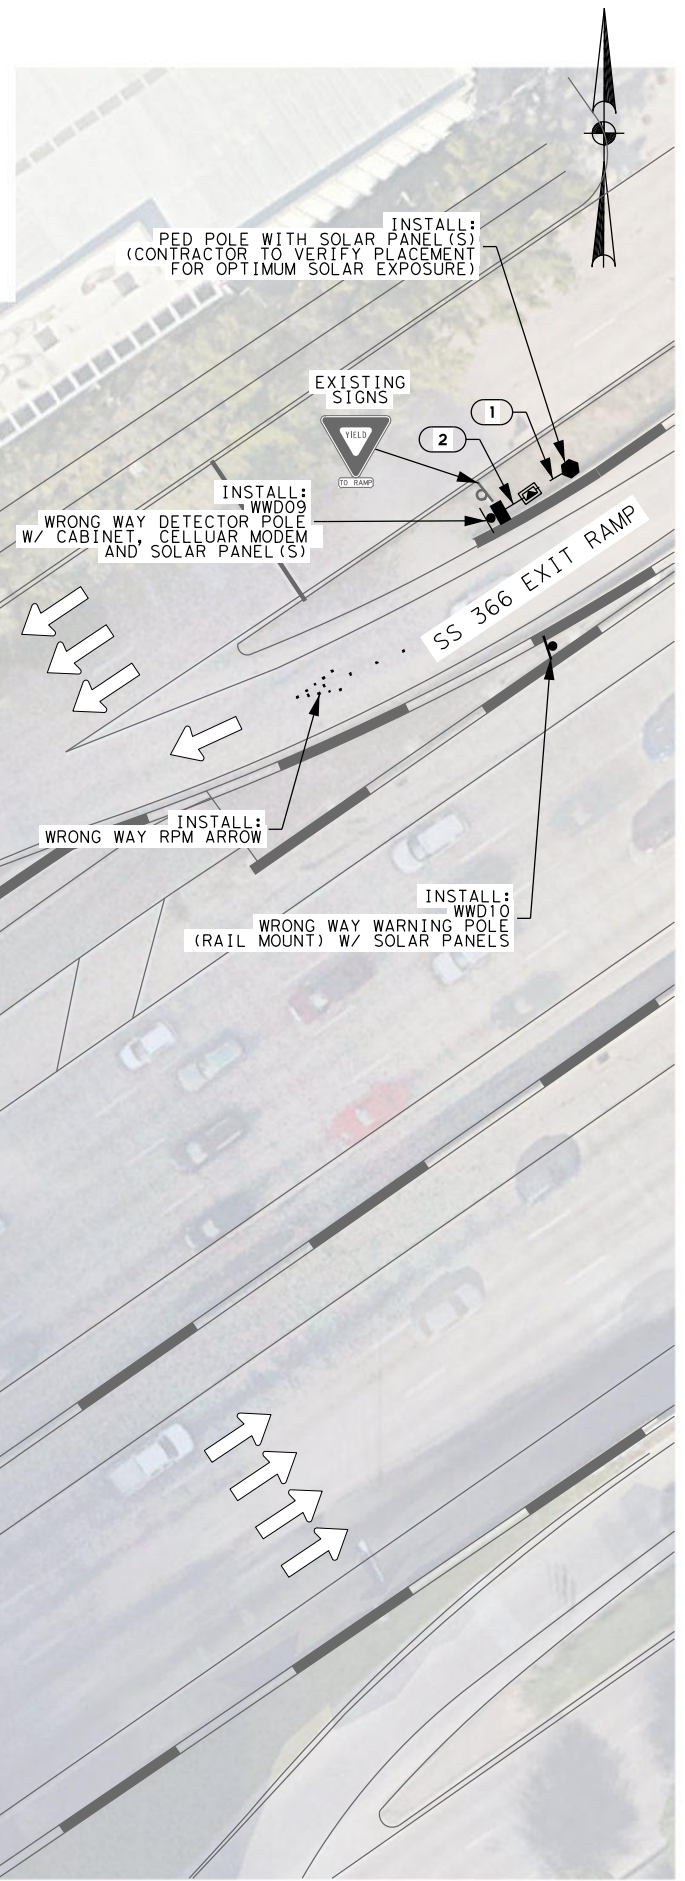 INSTALL:
PED POLE WITH SOLAR PANEL(S)
(CONTRACTOR TO VERIFY PLACEMENT
FOR OPTIMUM SOLAR EXPOSURE)
EXISTING
SIGNS
1
2
YIELD
TO RAMP
INSTALL:
WWD09
WRONG WAY DETECTOR POLE
W/ CABINET, CELLUAR MODEM
AND SOLAR PANEL(S)
SS 366 EXIT RAMP
INSTALL:
WRONG WAY RPM ARROW
INSTALL:
WWD10
WRONG WAY WARNING POLE
(RAIL MOUNT) W/ SOLAR PANELS